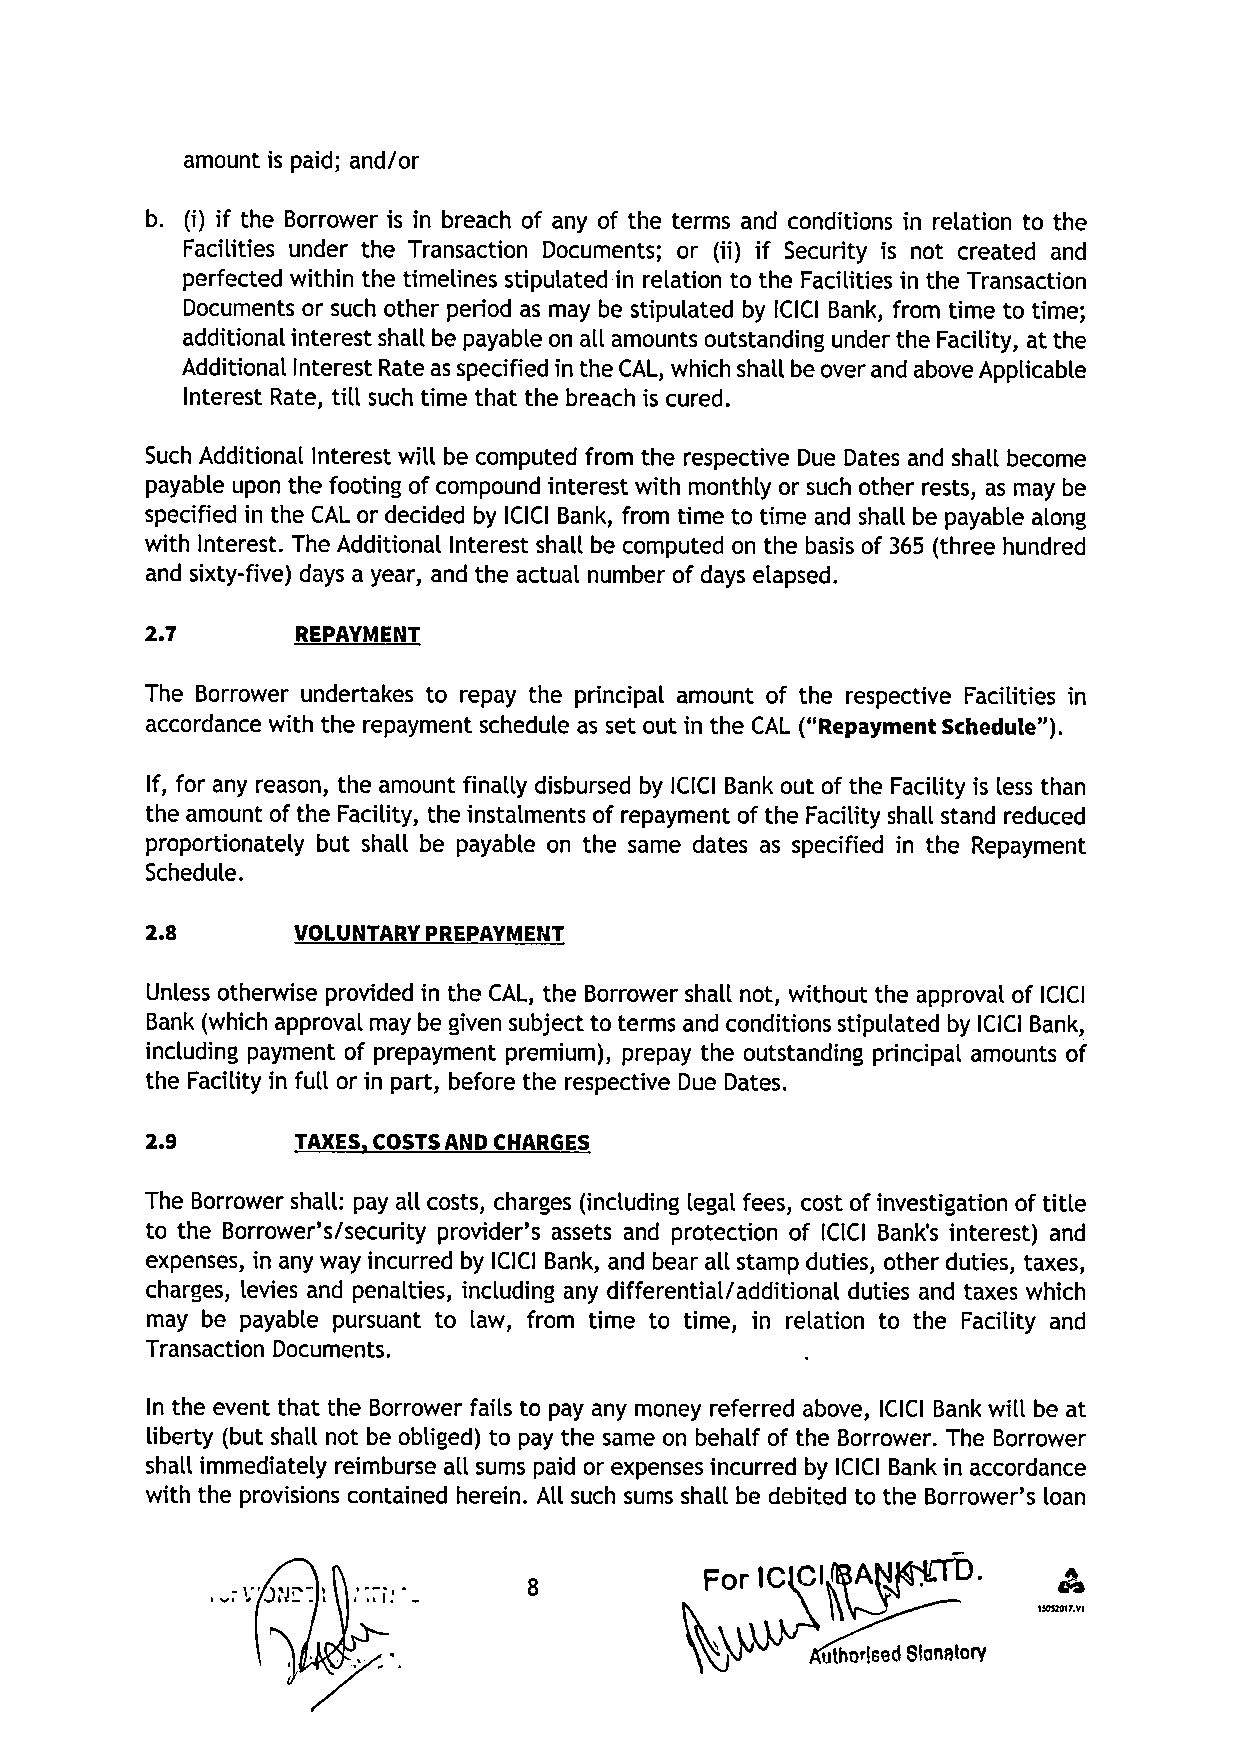 amount is paid; and/or
b. (i) if the Borrower is in breach of any of the terms and conditions in relation to the
Facilities under the Transaction Documents; or (ii) if Security is not created and
perfected within the timelines stipulated in relation to the Facilities in the Transaction
Documents or such other period as may be stipulated by ICICI Bank, from time to time;
additional interest shall be payable on all amounts outstanding under the Facility, at the
Additional Interest Rate as specified in the CAL, which shall be over and above Applicable
Interest Rate, till such time that the breach is cured.
Such Additional Interest will be computed from the respective Due Dates and shall become
payable upon the footing of compound interest with monthly or such other rests, as may be
specified in the CAL or decided by ICICI Bank, from time to time and shall be payable along
with Interest. The Additional Interest shall be computed on the basis of 365 (three hundred
and sixty-five) days a year, and the actual number of days elapsed.
2.7 REPAYMENT
The Borrower undertakes to repay the principal amount of the respective Facilities in
accordance with the repayment schedule as set out in the CAL ("Repayment Schedule").
If, for any reason, the amount finally disbursed by ICICI Bank out of the Facility is less than
the amount of the Facility, the instalments of repayment of the Facility shall stand reduced
proportionately but shall be payable on the same dates as specified in the Repayment
Schedule.
2.8 VOLUNTARY PREPAYMENT
Unless otherwise provided in the CAL, the Borrower shall not, without the approval of ICICI
Bank (which approval may be given subject to terms and conditions stipulated by ICICI Bank,
including payment of prepayment premium), prepay the outstanding principal amounts of
the Facility in full or in part, before the respective Due Dates.
2.9 TAXES, COSTS AND CHARGES
The Borrower shall: pay all costs, charges (including legal fees, cost of investigation of title
to the Borrower's/security provider's assets and protection of ICICI Bank's interest) and
expenses, in any way incurred by ICICI Bank, and bear all stamp duties, other duties, taxes,
charges, levies and penalties, including any differential/additional duties and taxes which
may be payable pursuant to law, from time to time, in relation to the Facility and
Transaction Documents.
In the event that the Borrower fails to pay any money referred above, ICICI Bank will be at
liberty (but shall not be obliged) to pay the same on behalf of the Borrower. The Borrower
shall immediately reimburse all sums paid or expenses incurred by ICICI Bank in accordance
with the provisions contained herein. All such sums shall be debited to the Borrower's loan
8
For ICICI BANK LTD.
15052017.V1
Authorised Signatory